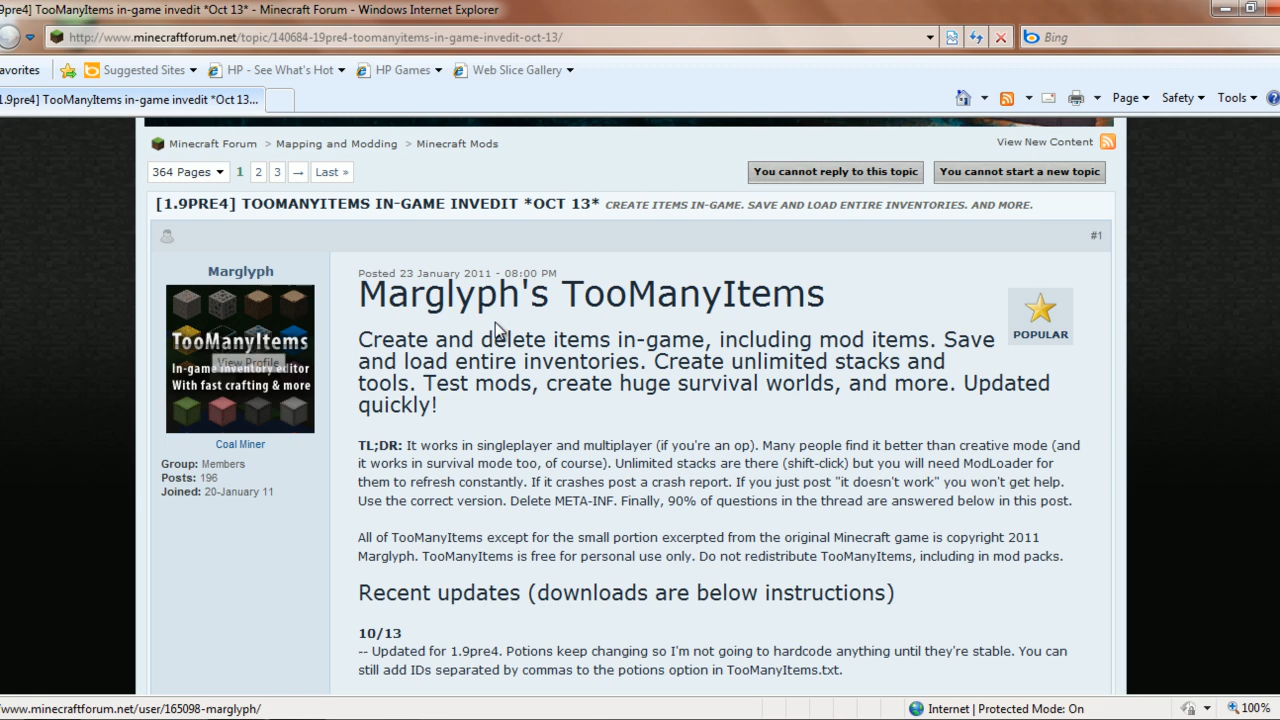 .9pre4] TooManyItems in-game invedit *Oct 13* - Minecraft Forum - Windows Internet Explorer
http://www.minecraftforum.net/topic/140684-19pre4-toomanyitems-in-game-invedit-oct-13/
Bing
avorites
Suggested Sites
HP - See What's Hot
HP Games
Web Slice Gallery
1.9pre4] TooManyItems in-game invedit *Oct 13...
Page
Safety
Tools
Minecraft Forum > Mapping and Modding > Minecraft Mods
View New Content
364 Pages 1 2 3 → Last »
You cannot reply to this topic
You cannot start a new topic
[1.9PRE4] TOOMANYITEMS IN-GAME INVEDIT *OCT 13* CREATE ITEMS IN-GAME. SAVE AND LOAD ENTIRE INVENTORIES. AND MORE.
#1
Marglyph
TooManyItems
View Profile
In-game inventory editor
With fast crafting & more
Coal Miner
Group: Members
Posts: 196
Joined: 20-January 11
Posted 23 January 2011 - 08:00 PM
Marglyph's TooManyItems
POPULAR
Create and delete items in-game, including mod items. Save
and load entire inventories. Create unlimited stacks and
tools. Test mods, create huge survival worlds, and more. Updated
quickly!
TL;DR: It works in singleplayer and multiplayer (if you're an op). Many people find it better than creative mode (and
it works in survival mode too, of course). Unlimited stacks are there (shift-click) but you will need ModLoader for
them to refresh constantly. If it crashes post a crash report. If you just post "it doesn't work" you won't get help.
Use the correct version. Delete META-INF. Finally, 90% of questions in the thread are answered below in this post.
All of TooManyItems except for the small portion excerpted from the original Minecraft game is copyright 2011
Marglyph. TooManyItems is free for personal use only. Do not redistribute TooManyItems, including in mod packs.
Recent updates (downloads are below instructions)
10/13
-- Updated for 1.9pre4. Potions keep changing so I'm not going to hardcode anything until they're stable. You can
still add IDs separated by commas to the potions option in TooManyItems.txt.
/www.minecraftforum.net/user/165098-marglyph/
Internet | Protected Mode: On
100%